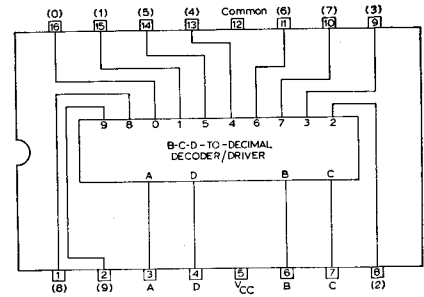 (0) (1) (5) (4) Common (6) (7) (3)
16 15 14 13 12 11 10 9
9 8 0 1 5 4 6 7 3 2
B-C-D-TO-DECIMAL
DECODER/DRIVER
A D B C
1 2 3 4 5 6 7 8
(8) (9) A D VCC B C (2)